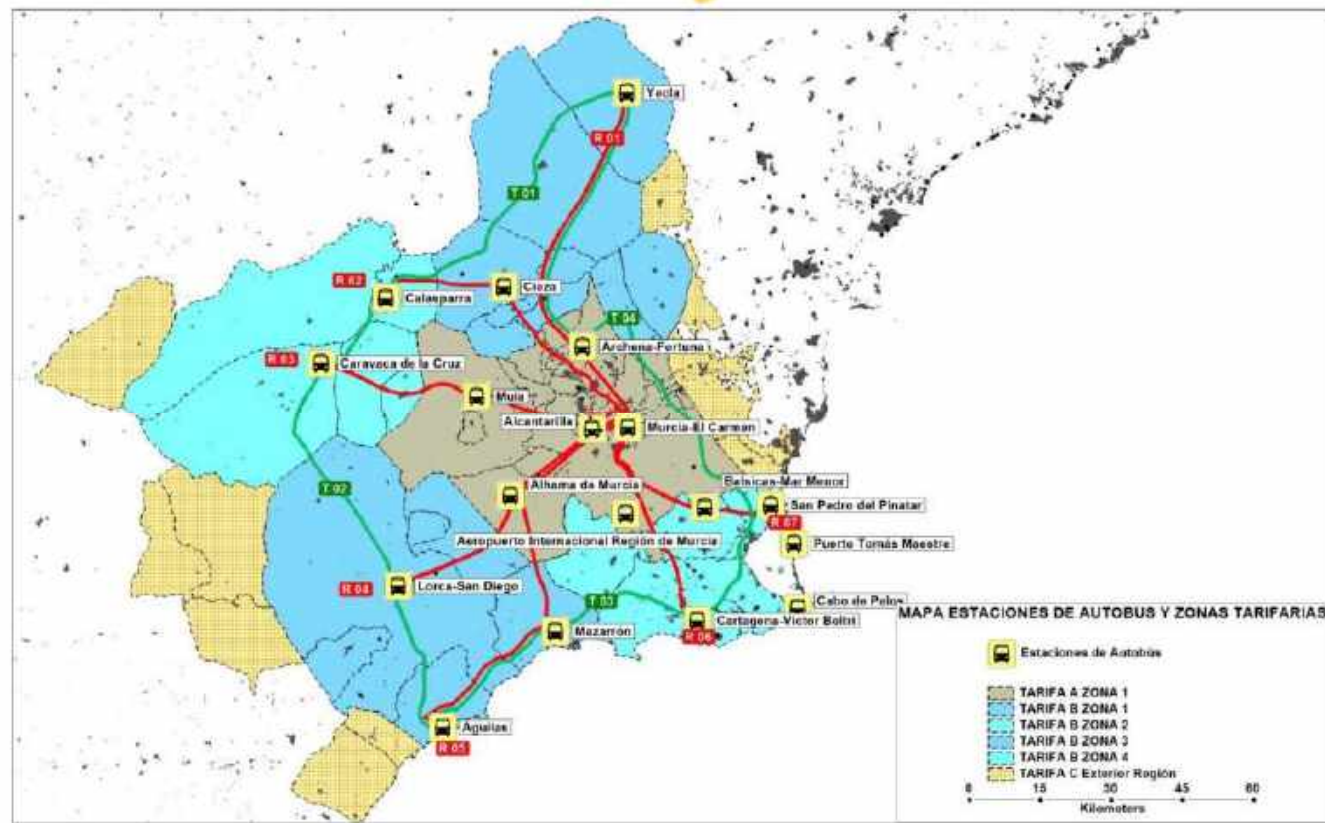 Yecla
R 01
T 01
R 02
Calasparra
Cieza
T 04
Archena-Fortuna
R 03
Caravaca de la Cruz
Mula
Alcantarilla
Murcia-El Carmen
T 02
Alhama de Murcia
Balsicas-Mar Menor
San Pedro del Pinatar
R 07
Aeropuerto Internacional Región de Murcia
Puerto Tomás Maestre
R 04
Lorca-San Diego
T 03
Cabo de Palos
Mazarrón
Cartagena-Víctor Beltrí
R 06
Aguilas
R 05
MAPA ESTACIONES DE AUTOBUS Y ZONAS TARIFARIAS
Estaciones de Autobús
TARIFA A ZONA 1
TARIFA B ZONA 1
TARIFA B ZONA 2
TARIFA B ZONA 3
TARIFA B ZONA 4
TARIFA C Exterior Región
0 15 30 45 60
Kilometers